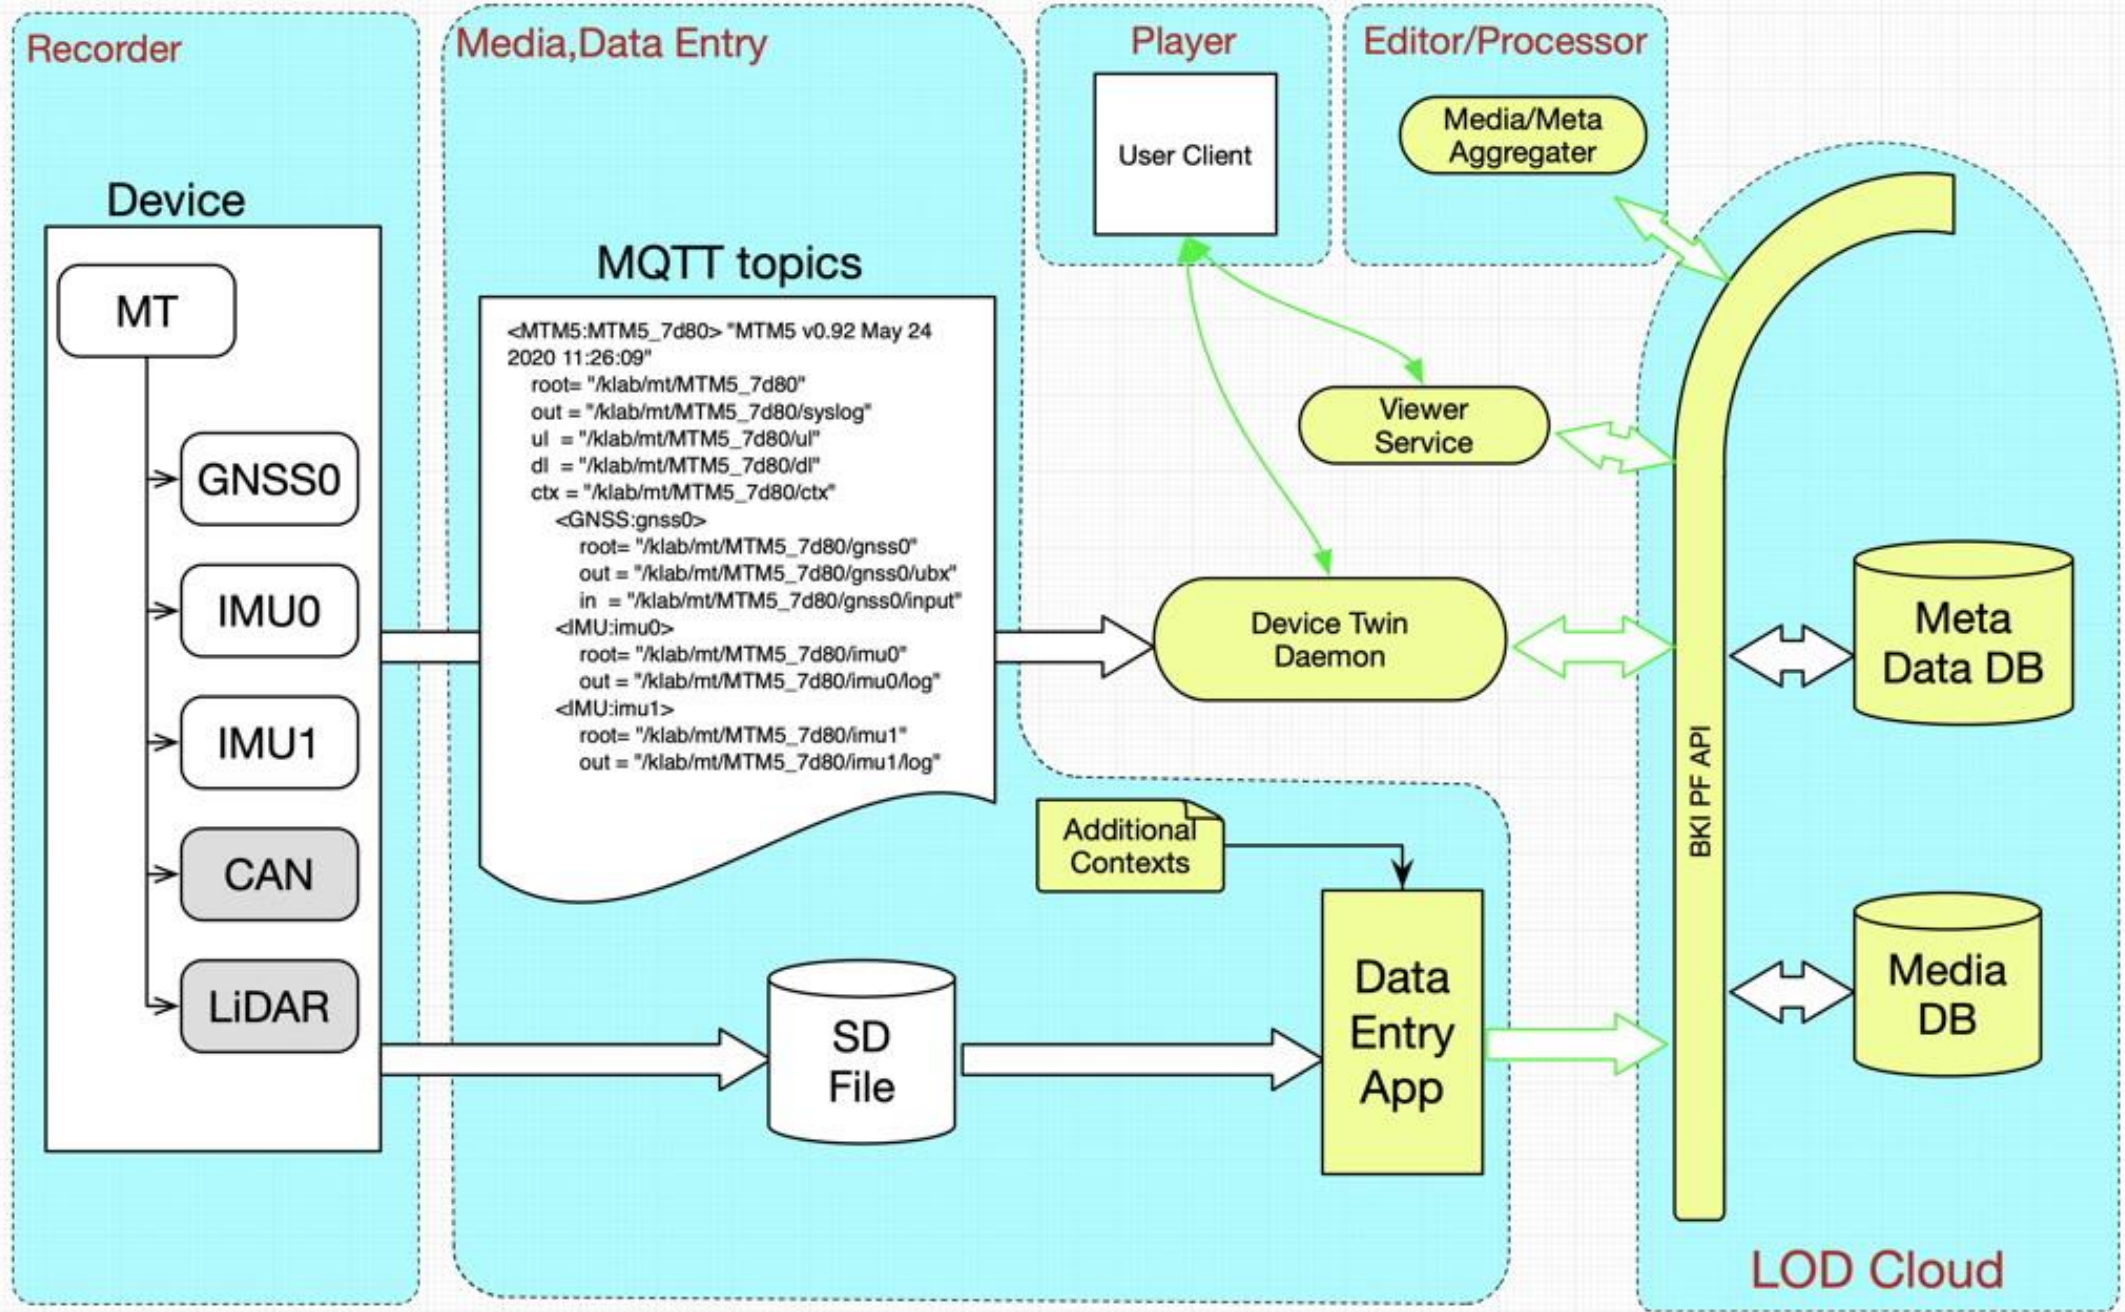 Recorder
Device
MT
GNSS0
IMU0
IMU1
CAN
LiDAR
Media,Data Entry
MQTT topics
<MTM5:MTM5_7d80> "MTM5 v0.92 May 24
2020 11:26:09"
root= "/klab/mt/MTM5_7d80"
out = "/klab/mt/MTM5_7d80/syslog"
ul = "/klab/mt/MTM5_7d80/ul"
dl = "/klab/mt/MTM5_7d80/dl"
ctx = "/klab/mt/MTM5_7d80/ctx"
<GNSS:gnss0>
root= "/klab/mt/MTM5_7d80/gnss0"
out = "/klab/mt/MTM5_7d80/gnss0/ubx"
in = "/klab/mt/MTM5_7d80/gnss0/input"
<IMU:imu0>
root= "/klab/mt/MTM5_7d80/imu0"
out = "/klab/mt/MTM5_7d80/imu0/log"
<IMU:imu1>
root= "/klab/mt/MTM5_7d80/imu1"
out = "/klab/mt/MTM5_7d80/imu1/log"
SD
File
Additional
Contexts
Data
Entry
App
Player
User Client
Editor/Processor
Media/Meta
Aggregater
Viewer
Service
Device Twin
Daemon
BKI PF API
Meta
Data DB
Media
DB
LOD Cloud